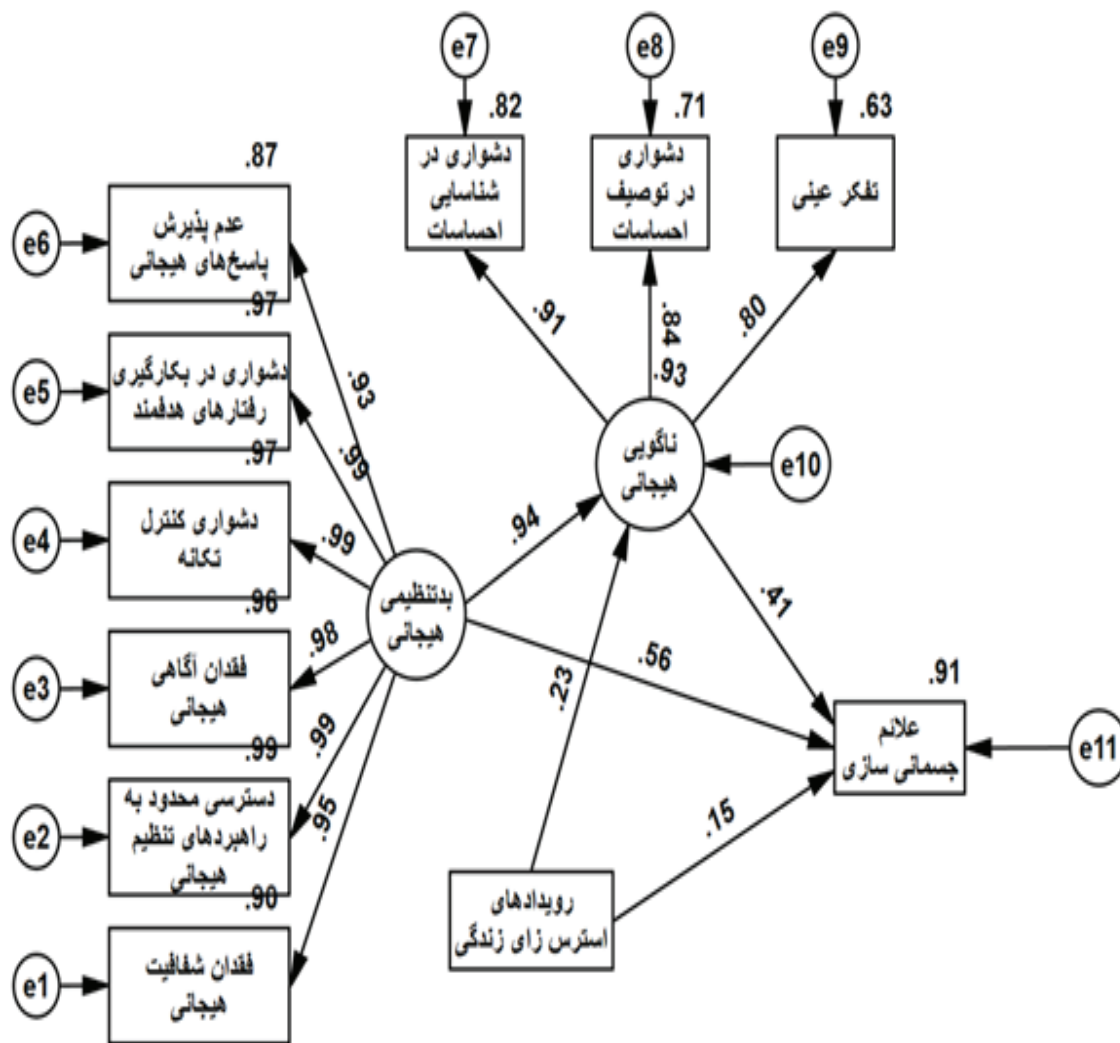 e7
e8
e9
.82
.71
.63
دشواری در
شناسایی
احساسات
دشواری
در توصیف
احساسات
تفکر عینی
.87
e6
عدم پذیرش
پاسخ‌های هیجانی
.97
e5
دشواری در بکارگیری
رفتارهای هدفمند
.97
e4
دشواری کنترل
تکانه
.96
e3
فقدان آگاهی
هیجانی
.99
e2
دسترسی محدود به
راهبردهای تنظیم
هیجانی
.90
e1
فقدان شفافیت
هیجانی
.93
.99
.99
.98
.99
.95
بدتنظیمی
هیجانی
.91
.84
.80
.93
ناگویی
هیجانی
e10
.94
.23
.56
.41
.15
.91
علائم
جسمانی سازی
e11
رویدادهای
استرس زای زندگی